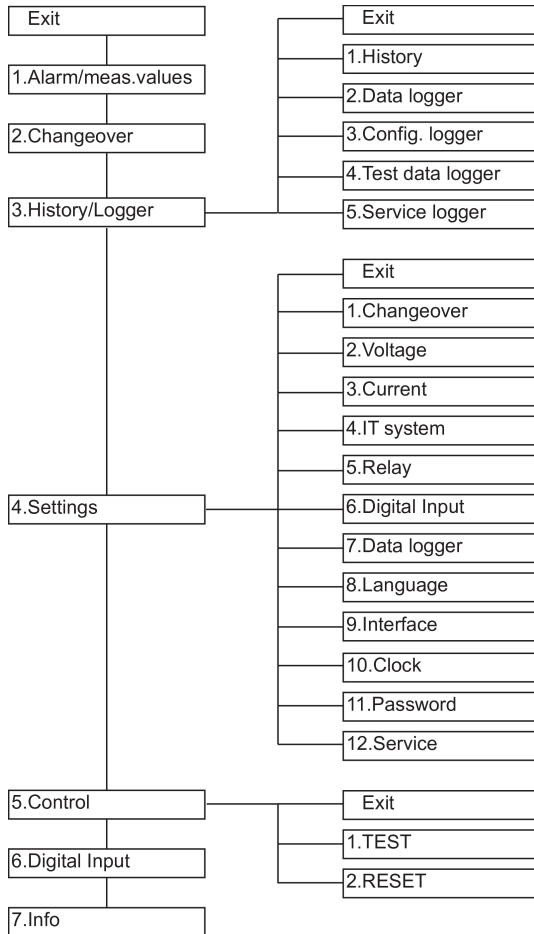 Exit
1.Alarm/meas.values
2.Changeover
3.History/Logger
Exit
1.History
2.Data logger
3.Config. logger
4.Test data logger
5.Service logger
4.Settings
Exit
1.Changeover
2.Voltage
3.Current
4.IT system
5.Relay
6.Digital Input
7.Data logger
8.Language
9.Interface
10.Clock
11.Password
12.Service
5.Control
Exit
1.TEST
2.RESET
6.Digital Input
7.Info